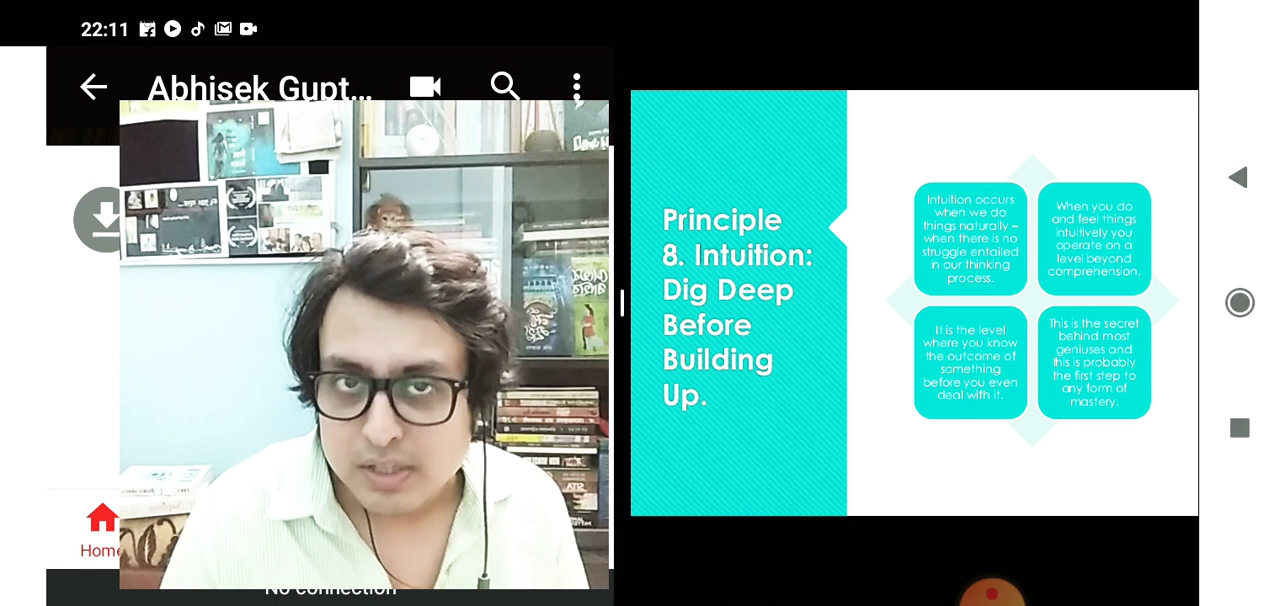 22:11
Abhisek Gupt...
Home
No connection
Principle
8. Intuition:
Dig Deep
Before
Building
Up.
Intuition occurs
when we do
things naturally –
when there is no
struggle entailed
in our thinking
process.
When you do
and feel things
intuitively you
operate on a
level beyond
comprehension.
It is the level
where you know
the outcome of
something
before you even
deal with it.
This is the secret
behind most
geniuses and
this is probably
the first step to
any form of
mastery.